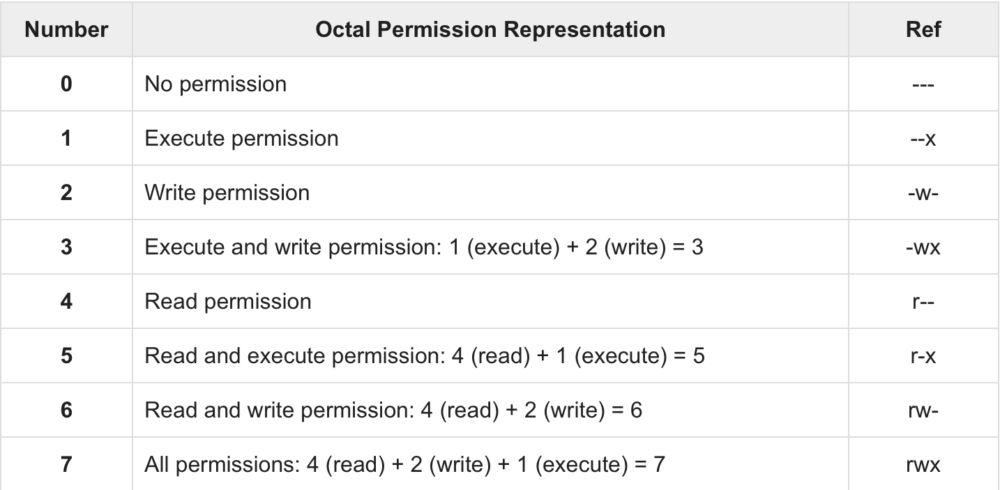 Number Octal Permission Representation Ref
0 No permission ---
1 Execute permission --x
2 Write permission -w-
3 Execute and write permission: 1 (execute) + 2 (write) = 3 -wx
4 Read permission r--
5 Read and execute permission: 4 (read) + 1 (execute) = 5 r-x
6 Read and write permission: 4 (read) + 2 (write) = 6 rw-
7 All permissions: 4 (read) + 2 (write) + 1 (execute) = 7 rwx